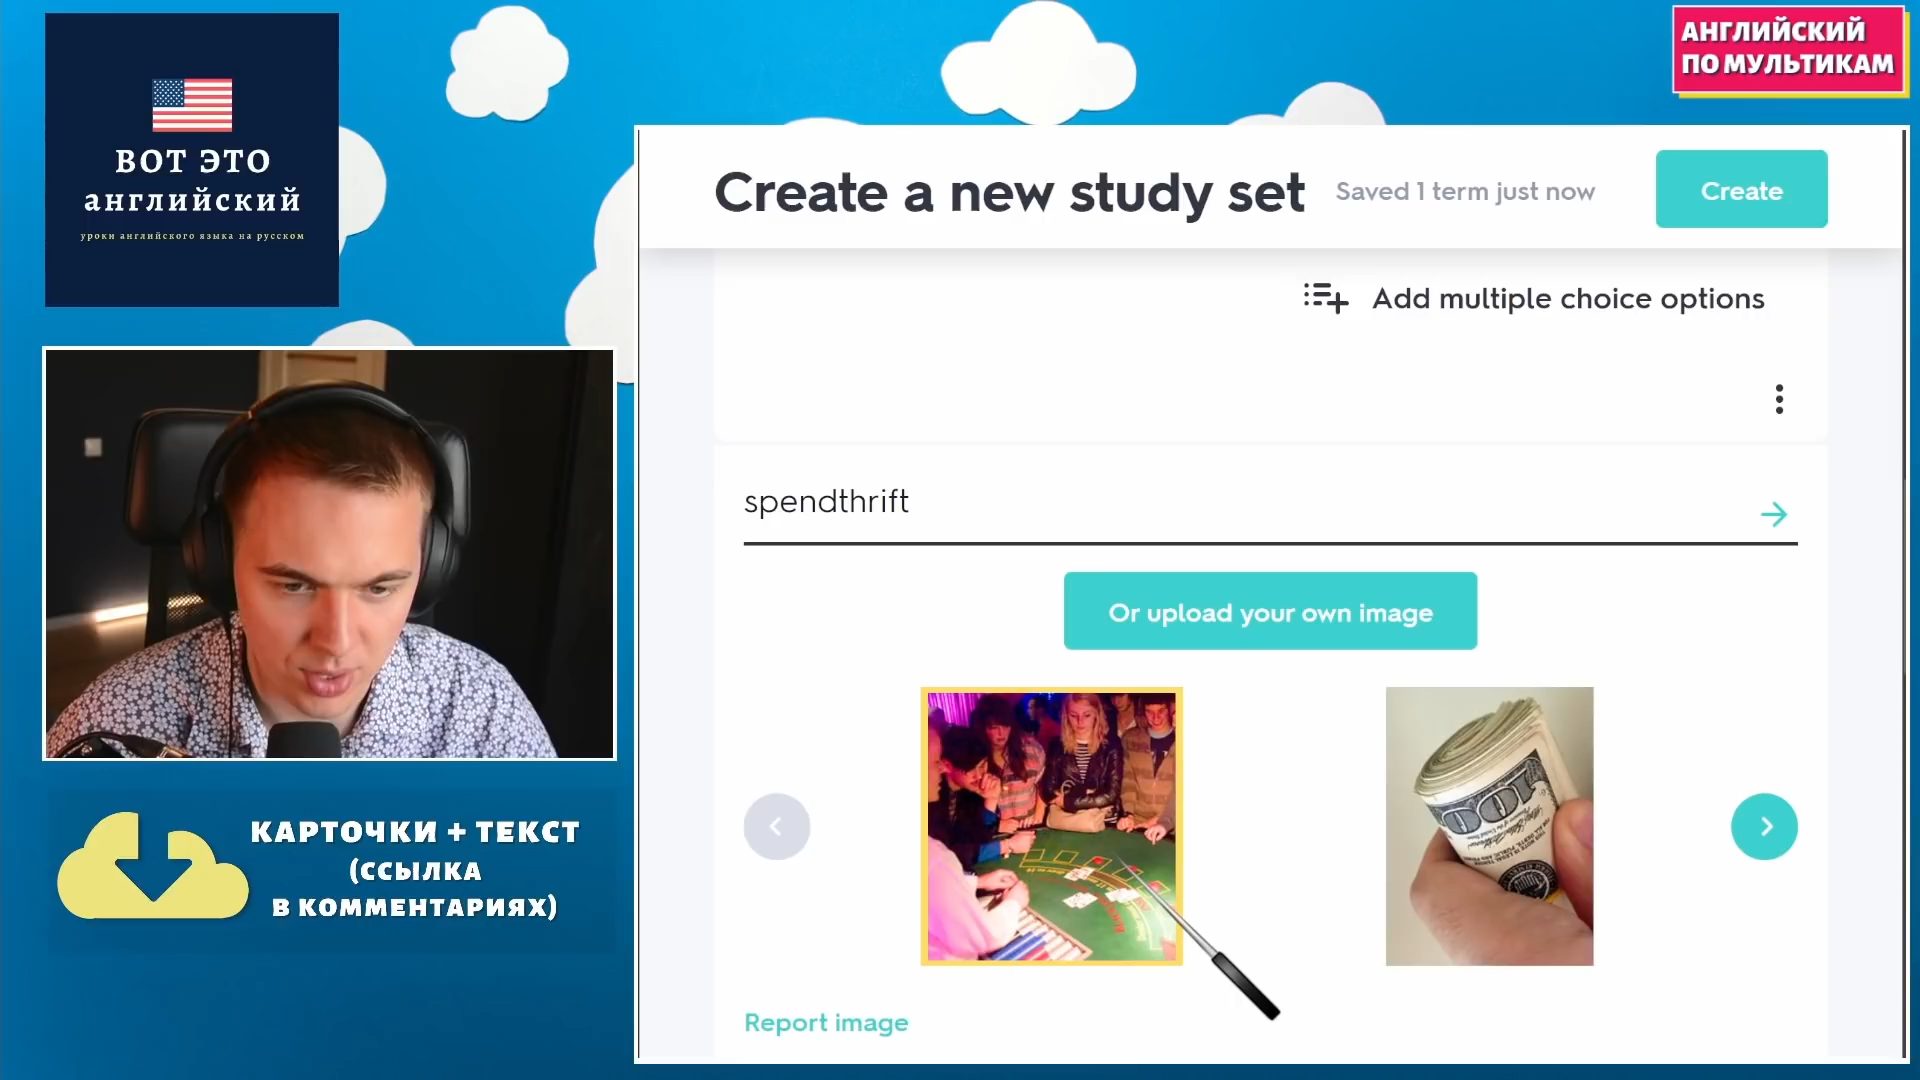 ВОТ ЭТО
английский
уроки английского языка на русском
АНГЛИЙСКИЙ
ПО МУЛЬТИКАМ
Create a new study set
Saved 1 term just now
Create
Add multiple choice options
spendthrift
Or upload your own image
100
Report image
КАРТОЧКИ + ТЕКСТ
(ССЫЛКА
В КОММЕНТАРИЯХ)